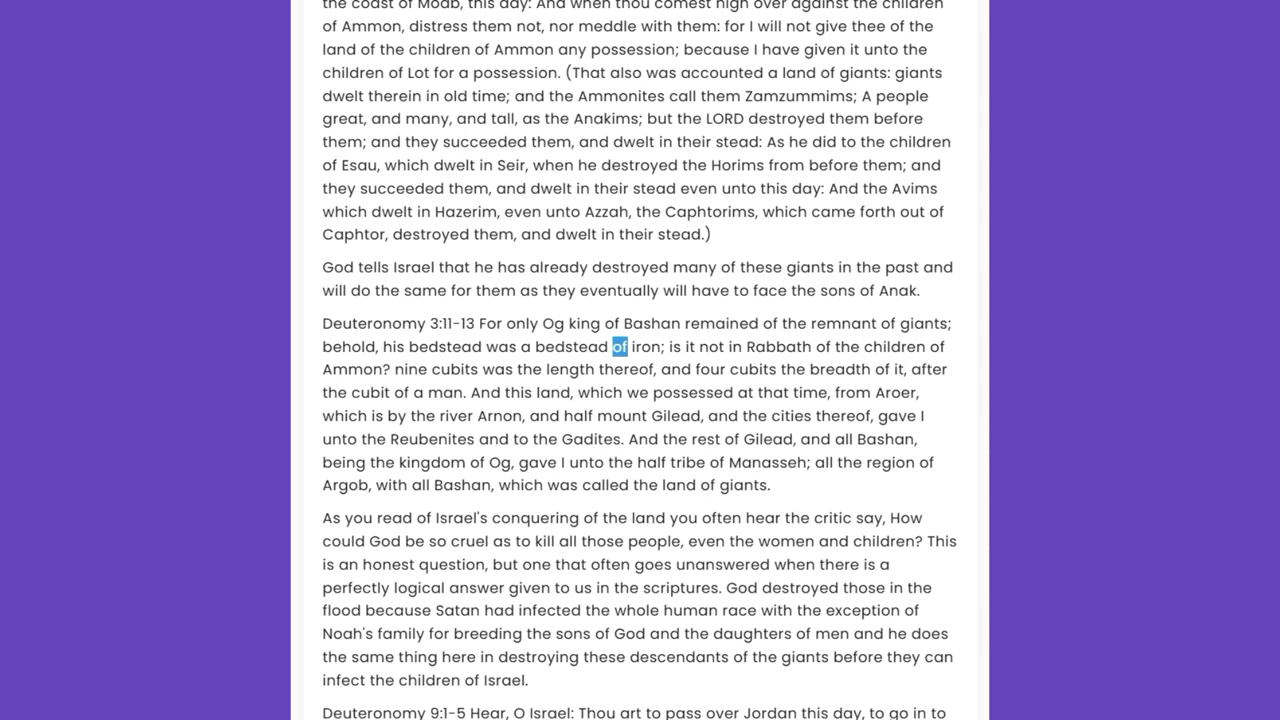 the coast of Moab, this day: And when thou comest nigh over against the children
of Ammon, distress them not, nor meddle with them: for I will not give thee of the
land of the children of Ammon any possession; because I have given it unto the
children of Lot for a possession. (That also was accounted a land of giants: giants
dwelt therein in old time; and the Ammonites call them Zamzummims; A people
great, and many, and tall, as the Anakims; but the LORD destroyed them before
them; and they succeeded them, and dwelt in their stead: As he did to the children
of Esau, which dwelt in Seir, when he destroyed the Horims from before them; and
they succeeded them, and dwelt in their stead even unto this day: And the Avims
which dwelt in Hazerim, even unto Azzah, the Caphtorims, which came forth out of
Caphtor, destroyed them, and dwelt in their stead.)
God tells Israel that he has already destroyed many of these giants in the past and
will do the same for them as they eventually will have to face the sons of Anak.
Deuteronomy 3:11-13 For only Og king of Bashan remained of the remnant of giants;
behold, his bedstead was a bedstead of iron; is it not in Rabbath of the children of
Ammon? nine cubits was the length thereof, and four cubits the breadth of it, after
the cubit of a man. And this land, which we possessed at that time, from Aroer,
which is by the river Arnon, and half mount Gilead, and the cities thereof, gave I
unto the Reubenites and to the Gadites. And the rest of Gilead, and all Bashan,
being the kingdom of Og, gave I unto the half tribe of Manasseh; all the region of
Argob, with all Bashan, which was called the land of giants.
As you read of Israel's conquering of the land you often hear the critic say, How
could God be so cruel as to kill all those people, even the women and children? This
is an honest question, but one that often goes unanswered when there is a
perfectly logical answer given to us in the scriptures. God destroyed those in the
flood because Satan had infected the whole human race with the exception of
Noah's family for breeding the sons of God and the daughters of men and he does
the same thing here in destroying these descendants of the giants before they can
infect the children of Israel.
Deuteronomy 9:1-5 Hear, O Israel: Thou art to pass over Jordan this day, to go in to